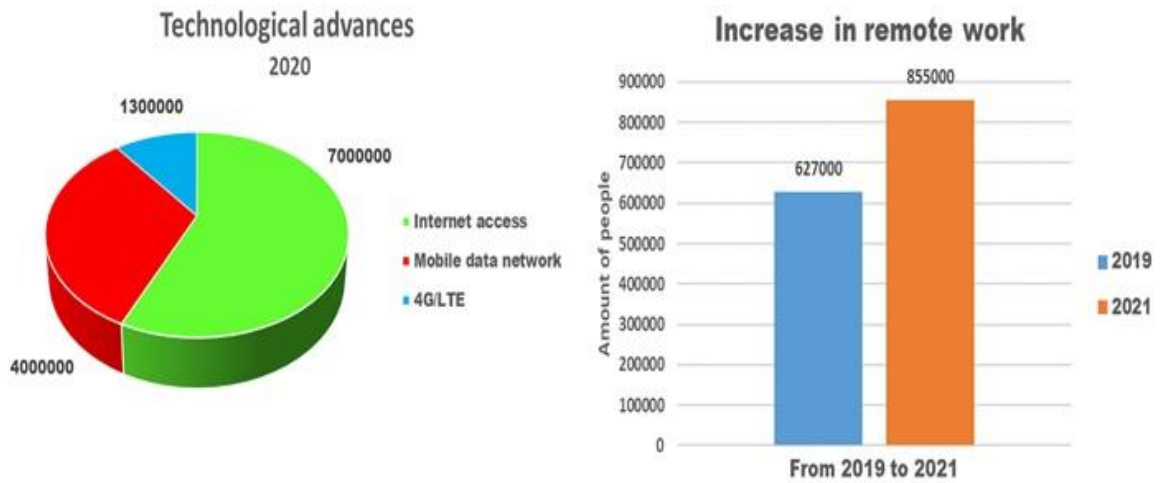 Technological advances
2020
1300000
7000000
4000000
Internet access
Mobile data network
4G/LTE
Increase in remote work
Amount of people
900000
800000
700000
600000
500000
400000
300000
200000
100000
0
627000
855000
2019
2021
From 2019 to 2021